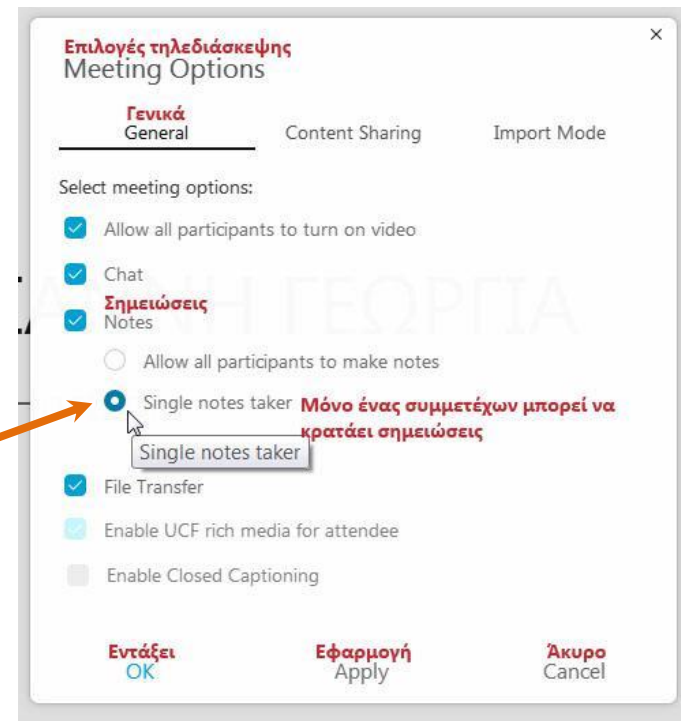 Επιλογές τηλεδιάσκεψης
Meeting Options
Γενικά
General Content Sharing Import Mode
Select meeting options:
Allow all participants to turn on video
Chat
Σημειώσεις
Notes
Allow all participants to make notes
Single notes taker Μόνο ένας συμμετέχων μπορεί να
κρατάει σημειώσεις
Single notes taker
File Transfer
Enable UCF rich media for attendee
Enable Closed Captioning
Εντάξει Εφαρμογή Άκυρο
OK Apply Cancel
ΓΕΩΡΓΙΑ